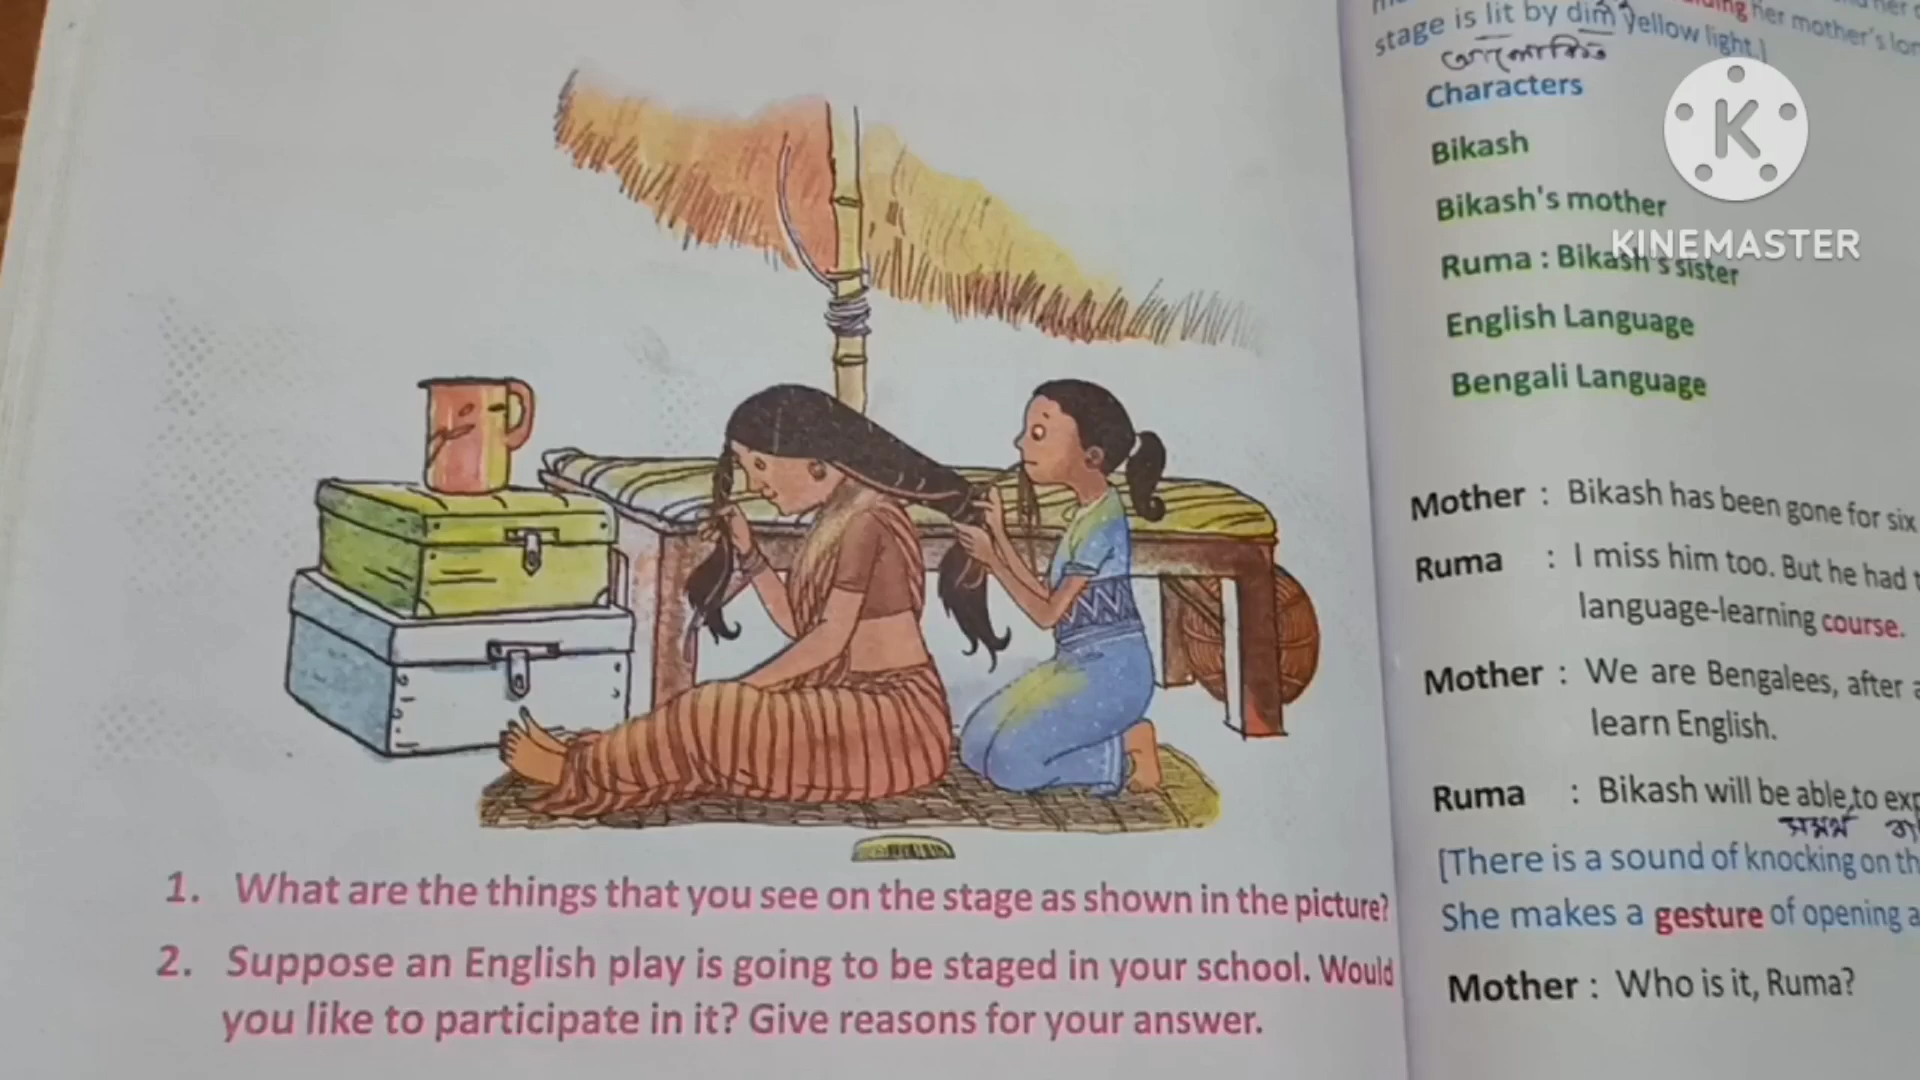 1. What are the things that you see on the stage as shown in the picture?
2. Suppose an English play is going to be staged in your school. Would
you like to participate in it? Give reasons for your answer.
her mother's
stage is lit by dim yellow light.]
আলোকিত
Characters
Bikash
Bikash's mother
Ruma : Bikash's sister
English Language
Bengali Language
Mother : Bikash has been gone for six
Ruma : I miss him too. But he had
language-learning course.
Mother : We are Bengalees, after
learn English.
Ruma : Bikash will be able to
সমর্থ
[There is a sound of knocking on
She makes a gesture of opening
Mother : Who is it, Ruma?
K
KINEMASTER